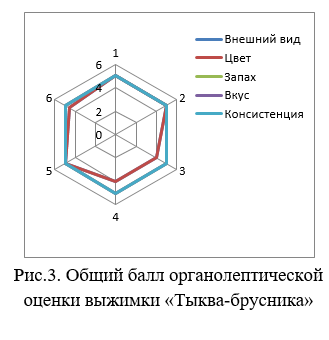 1
2
3
4
5
6
6
4
2
0
Внешний вид
Цвет
Запах
Вкус
Консистенция
Рис.3. Общий балл органолептической
оценки выжимки «Тыква-брусника»